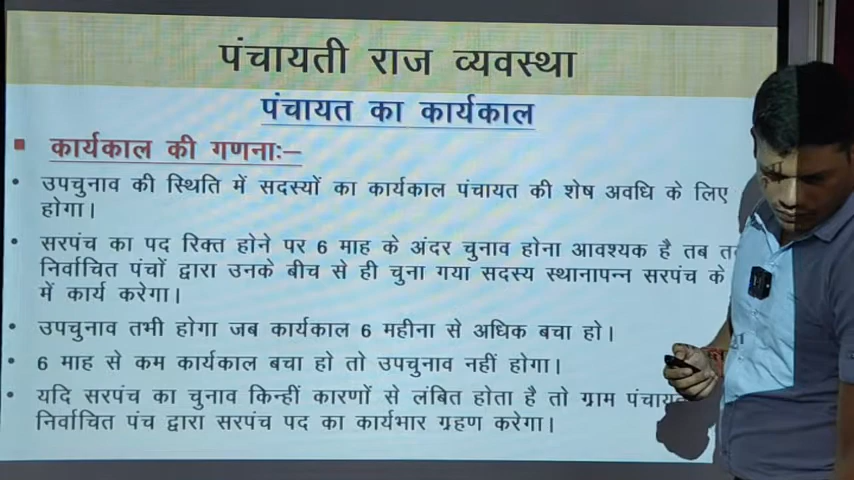 पंचायती राज व्यवस्था
पंचायत का कार्यकाल
कार्यकाल की गणनाः–
उपचुनाव की स्थिति में सदस्यों का कार्यकाल पंचायत की शेष अवधि के लिए
होगा।
सरपंच का पद रिक्त होने पर 6 माह के अंदर चुनाव होना आवश्यक है तब
निर्वाचित पंचों द्वारा उनके बीच से ही चुना गया सदस्य स्थानापन्न सरपंच के
में कार्य करेगा।
उपचुनाव तभी होगा जब कार्यकाल 6 महीना से अधिक बचा हो।
6 माह से कम कार्यकाल बचा हो तो उपचुनाव नहीं होगा।
यदि सरपंच का चुनाव किन्हीं कारणों से लंबित होता है तो ग्राम
निर्वाचित पंच द्वारा सरपंच पद का कार्यभार ग्रहण करेगा।